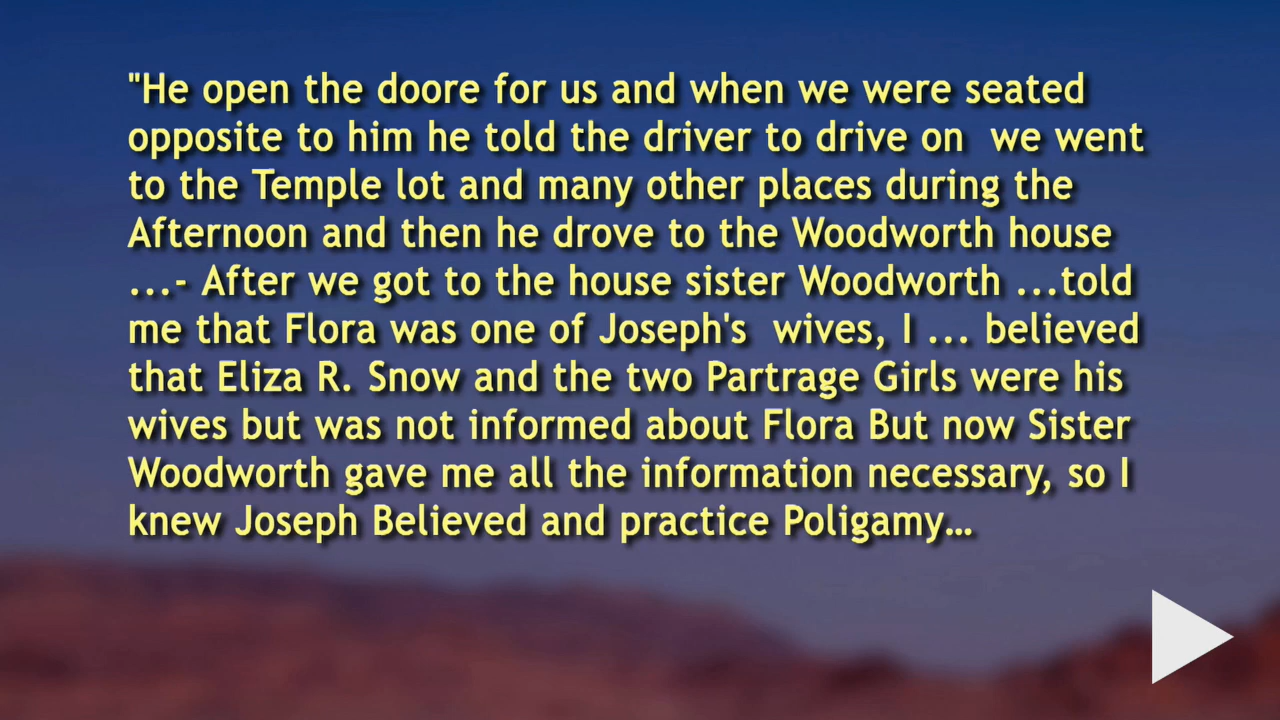 "He open the doore for us and when we were seated
opposite to him he told the driver to drive on  we went
to the Temple lot and many other places during the
Afternoon and then he drove to the Woodworth house
...- After we got to the house sister Woodworth ...told
me that Flora was one of Joseph's  wives, I ... believed
that Eliza R. Snow and the two Partrage Girls were his
wives but was not informed about Flora But now Sister
Woodworth gave me all the information necessary, so I
knew Joseph Believed and practice Poligamy…